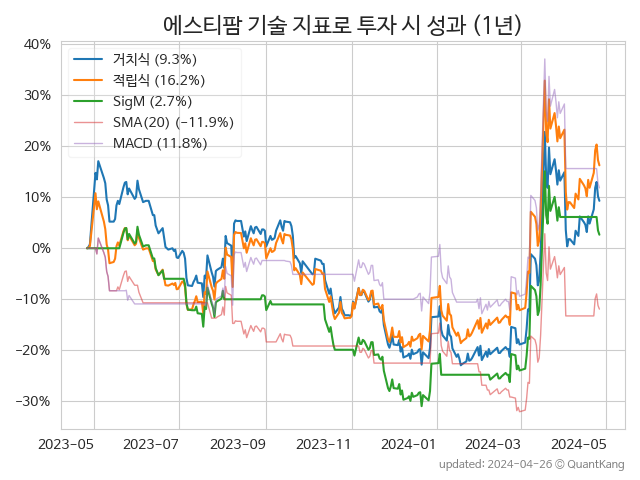 에스티팜 기술 지표로 투자 시 성과 (1년)
40%
30%
20%
10%
0%
−10%
−20%
−30%
거치식 (9.3%)
적립식 (16.2%)
SigM (2.7%)
SMA(20) (−11.9%)
MACD (11.8%)
2023-05 2023-07 2023-09 2023-11 2024-01 2024-03 2024-05
updated: 2024-04-26 © QuantKang